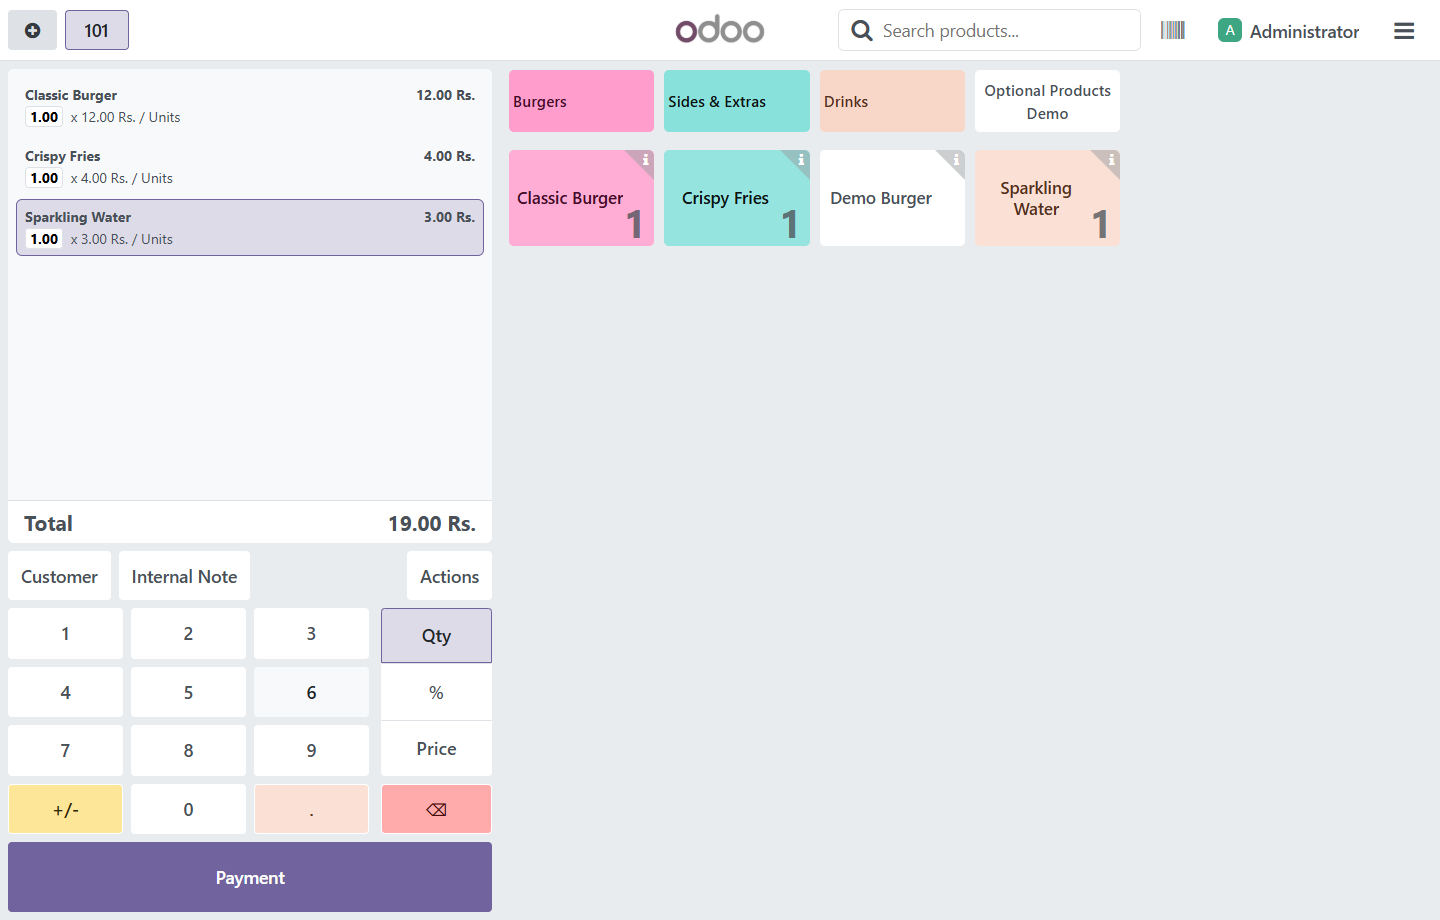 101
odoo
Search products...
A Administrator
Classic Burger 12.00 Rs.
1.00 x 12.00 Rs. / Units
Crispy Fries 4.00 Rs.
1.00 x 4.00 Rs. / Units
Sparkling Water 3.00 Rs.
1.00 x 3.00 Rs. / Units
Total 19.00 Rs.
Customer Internal Note Actions
1 2 3 Qty
4 5 6 %
7 8 9 Price
+/- 0 . ⌫
Payment
Burgers
Sides & Extras
Drinks
Optional Products
Demo
Classic Burger
1
Crispy Fries
1
Demo Burger
Sparkling
Water
1